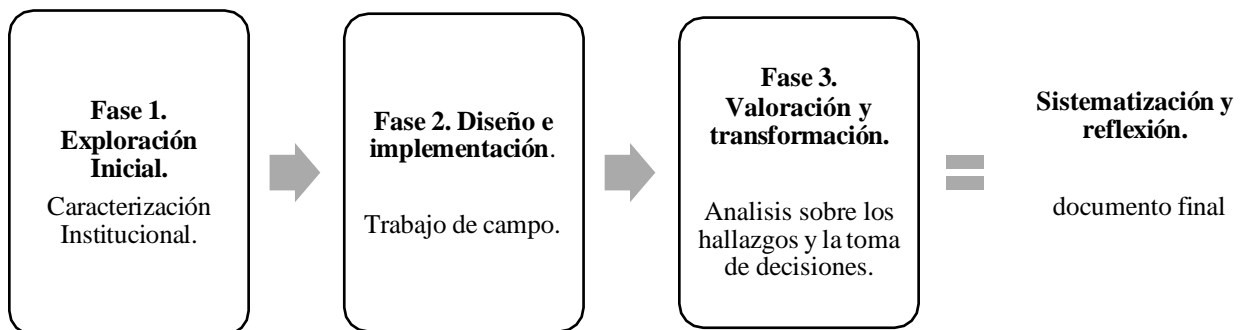 Fase 1.
Exploración
Inicial.
Caracterización
Institucional.
Fase 2. Diseño e
implementación.
Trabajo de campo.
Fase 3.
Valoración y
transformación.
Analisis sobre los
hallazgos y la toma
de decisiones.
Sistematización y
reflexión.
documento final